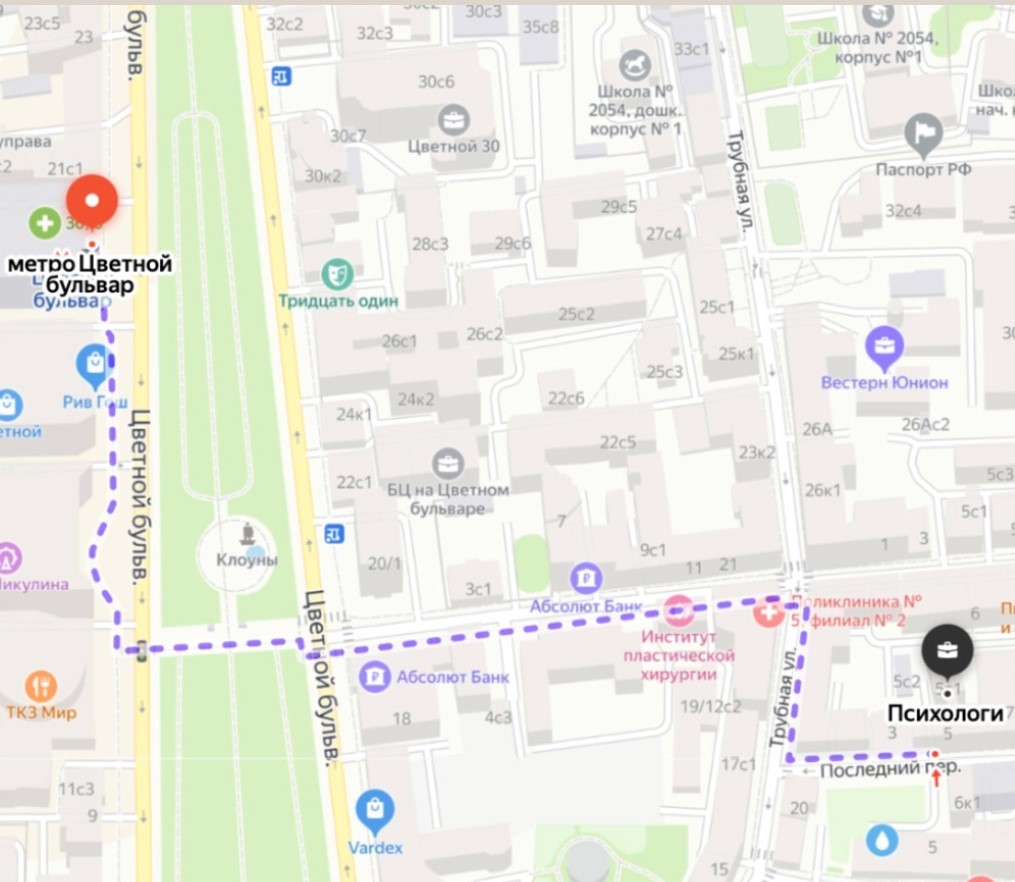 23с5
23
бульв.
32с2
32с3
30с3
35с8
33с1
Школа № 2054,
корпус №1
30с6
Школа №
2054, дошк.
корпус № 1
Цветной 30
30к7
30к2
Трубная ул.
Паспорт РФ
управа
21с1
29с5
27с4
32с4
28с3
29с6
метро Цветной
бульвар
бульвар
Тридцать один
25с2
25с1
26с1
26с2
25к1
25с3
Вестерн Юнион
Рив Гош
24к2
22с6
24к1
Цветной бульв.
22с5
23к2
26А
26Ас2
22с1
БЦ на Цветном
бульваре
26к1
5с3
7
5с1
Клоуны
20/1
9с1
11
21
1
3
3с1
Абсолют Банк
Цветной бульв.
Поликлиника №
5, филиал № 2
6
Институт
пластической
хирургии
Абсолют Банк
ТКЗ Мир
18
4с3
19/12с2
Трубная ул.
5с2
Психологи
3
5
17с1
Последний пер.
11с3
9
20
6к1
Vardex
5
15